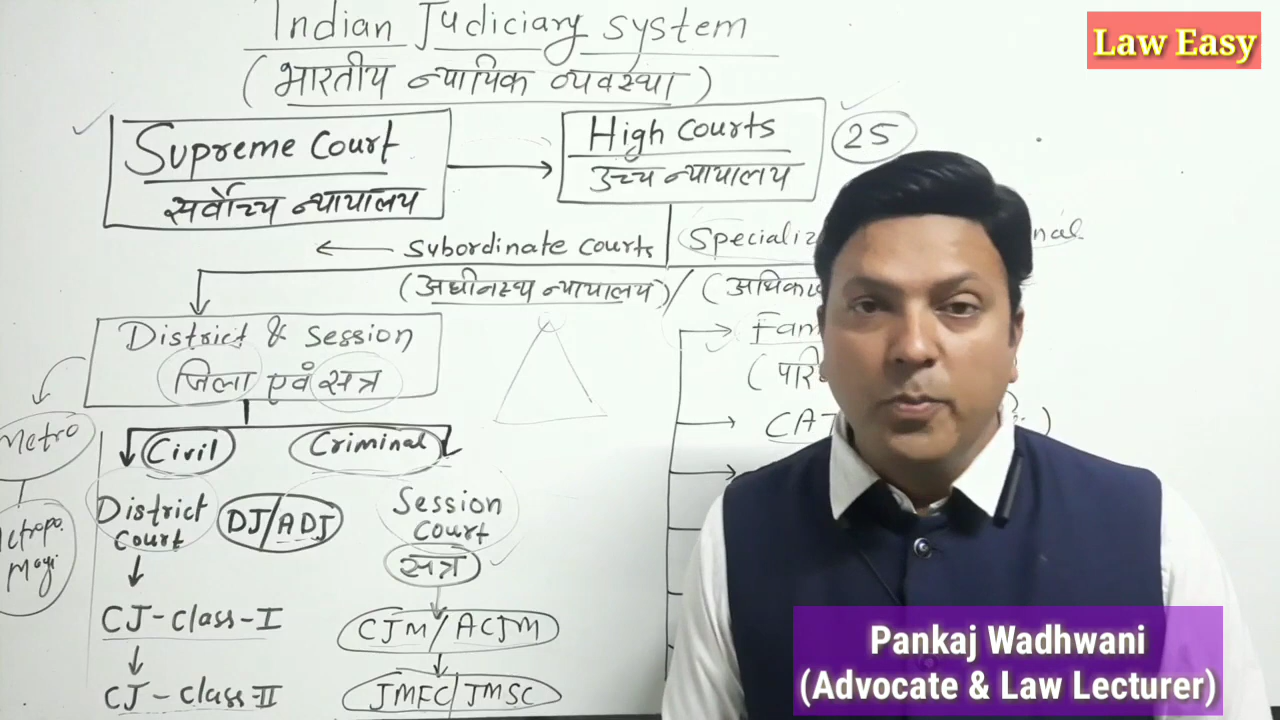 Indian Judiciary System
Law Easy
(भारतीय न्यायिक व्यवस्था)
Supreme Court
सर्वोच्य न्यायालय
High Courts
उच्च न्यायालय
25
Subordinate courts
(अधीनस्थ न्यायालय) /
District & Session
जिला एवं सत्र
Metro
Civil
Criminal
District
Court
DJ/ADJ
Session
Court
सत्र
Magi
CJ-Class-I
CJM/ACJM
CJ-Class-II
JMFC/JMSC
Pankaj Wadhwani
(Advocate & Law Lecturer)